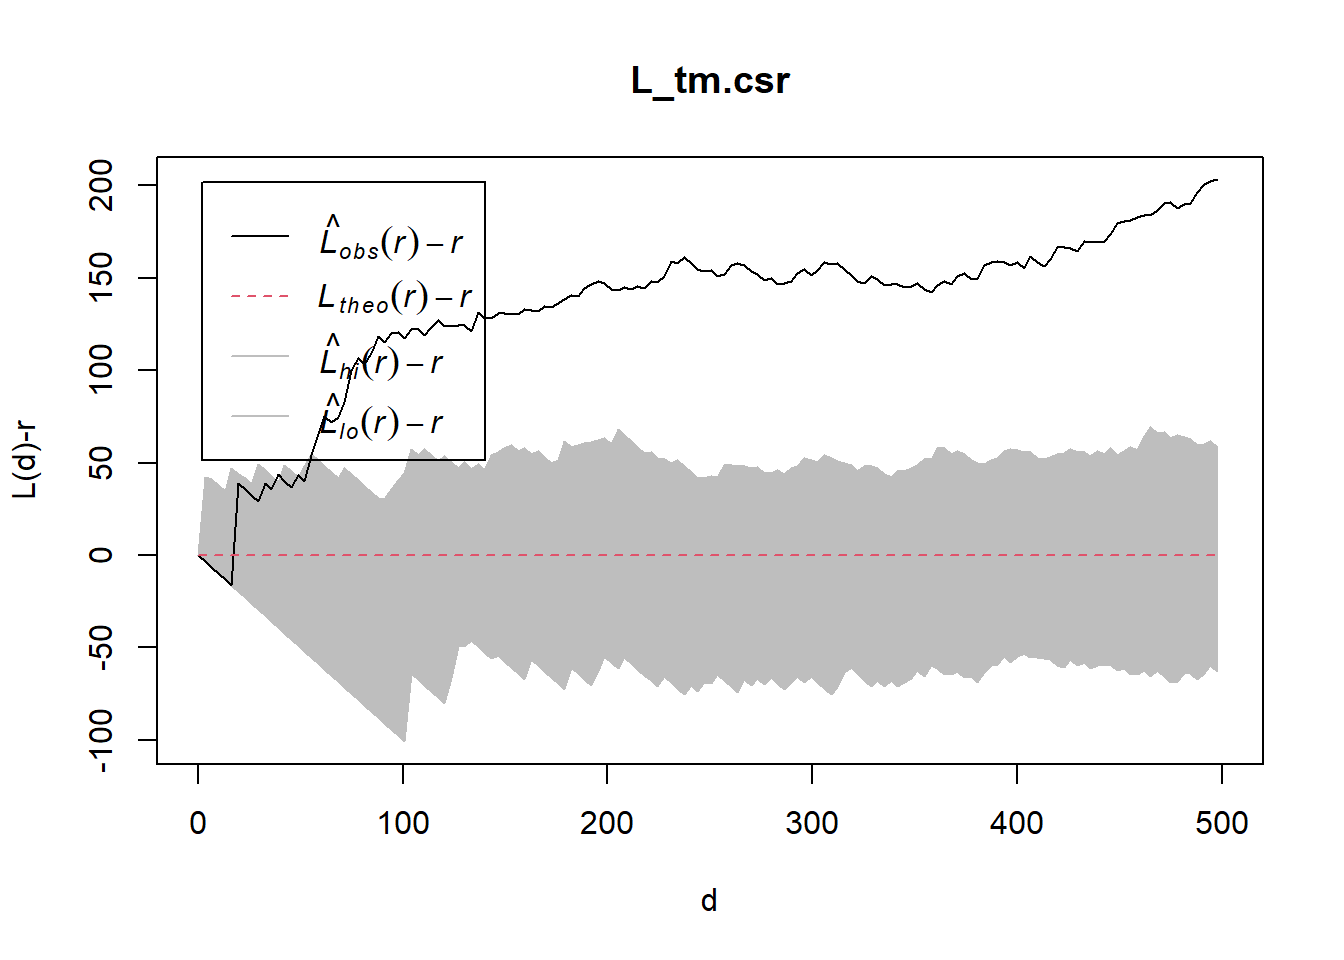 L_tm.csr
L(d)-r
200
150
100
50
0
-50
-100
L̂obs(r) − r
Ltheo(r) − r
L̂hi(r) − r
L̂lo(r) − r
0 100 200 300 400 500
d